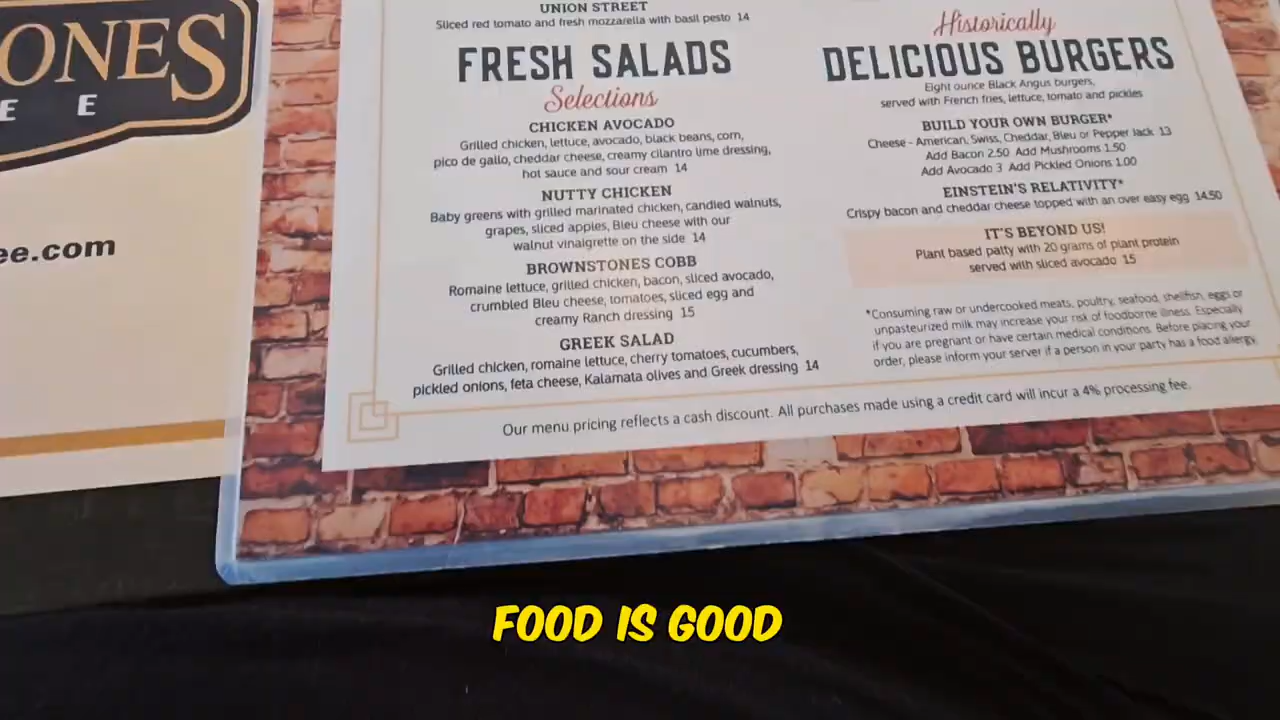 ONES
E E
ee.com
UNION STREET
Sliced red tomato and fresh mozzarella with basil pesto 14
FRESH SALADS
Selections
CHICKEN AVOCADO
Grilled chicken, lettuce, avocado, black beans, corn,
pico de gallo, cheddar cheese, creamy cilantro lime dressing,
hot sauce and sour cream 14
NUTTY CHICKEN
Baby greens with grilled marinated chicken, candied walnuts,
grapes, sliced apples, Bleu cheese with our
walnut vinaigrette on the side 14
BROWNSTONES COBB
Romaine lettuce, grilled chicken, bacon, sliced avocado,
crumbled Bleu cheese, tomatoes, sliced egg and
creamy Ranch dressing 15
GREEK SALAD
Grilled chicken, romaine lettuce, cherry tomatoes, cucumbers,
pickled onions, feta cheese, Kalamata olives and Greek dressing 14
Historically
DELICIOUS BURGERS
Eight ounce Black Angus burgers,
served with French fries, lettuce, tomato and pickles
BUILD YOUR OWN BURGER*
Cheese - American, Swiss, Cheddar, Bleu or Pepper Jack 13
Add Bacon 2.50 Add Mushrooms 1.50
Add Avocado 3 Add Pickled Onions 1.00
EINSTEIN'S RELATIVITY*
Crispy bacon and cheddar cheese topped with an over easy egg 14.50
IT'S BEYOND US!
Plant based patty with 20 grams of plant protein
served with sliced avocado 15
*Consuming raw or undercooked meats, poultry, seafood, shellfish, eggs or
unpasteurized milk may increase your risk of foodborne illness. Especially
if you are pregnant or have certain medical conditions. Before placing your
order, please inform your server if a person in your party has a food allergy.
Our menu pricing reflects a cash discount. All purchases made using a credit card will incur a 4% processing fee.
FOOD IS GOOD